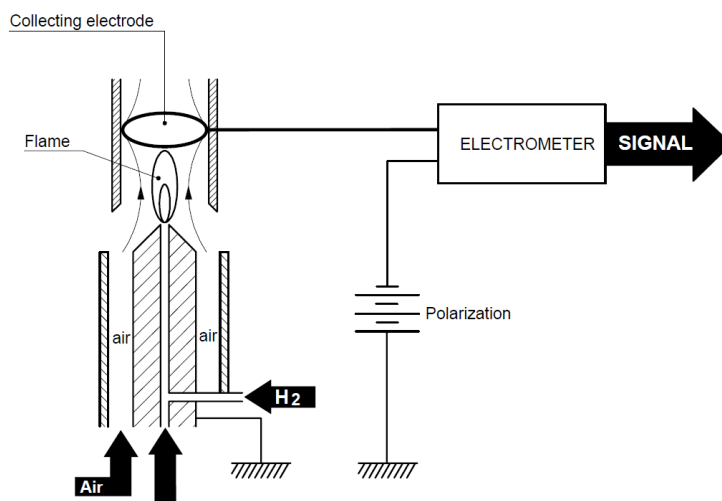 Collecting electrode
Flame
ELECTROMETER
SIGNAL
Polarization
air
air
H2
Air